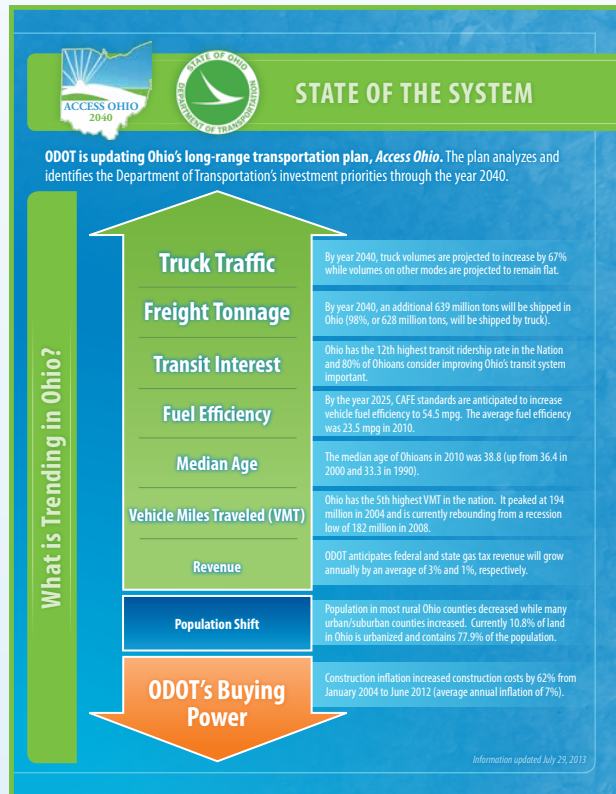 ACCESS OHIO
2040
STATE OF OHIO
DEPARTMENT OF TRANSPORTATION
STATE OF THE SYSTEM
ODOT is updating Ohio's long-range transportation plan, Access Ohio. The plan analyzes and
identifies the Department of Transportation's investment priorities through the year 2040.
What is Trending in Ohio?
Truck Traffic
By year 2040, truck volumes are projected to increase by 67%
while volumes on other modes are projected to remain flat.
Freight Tonnage
By year 2040, an additional 639 million tons will be shipped in
Ohio (98%, or 628 million tons, will be shipped by truck).
Transit Interest
Ohio has the 12th highest transit ridership rate in the Nation
and 80% of Ohioans consider improving Ohio's transit system
important.
Fuel Efficiency
By the year 2025, CAFE standards are anticipated to increase
vehicle fuel efficiency to 54.5 mpg. The average fuel efficiency
was 23.5 mpg in 2010.
Median Age
The median age of Ohioans in 2010 was 38.8 (up from 36.4 in
2000 and 33.3 in 1990).
Vehicle Miles Traveled (VMT)
Ohio has the 5th highest VMT in the nation. It peaked at 194
million in 2004 and is currently rebounding from a recession
low of 182 million in 2008.
Revenue
ODOT anticipates federal and state gas tax revenue will grow
annually by an average of 3% and 1%, respectively.
Population Shift
Population in most rural Ohio counties decreased while many
urban/suburban counties increased. Currently 10.8% of land
in Ohio is urbanized and contains 77.9% of the population.
ODOT's Buying
Power
Construction inflation increased construction costs by 62% from
January 2004 to June 2012 (average annual inflation of 7%).
Information updated July 29, 2013